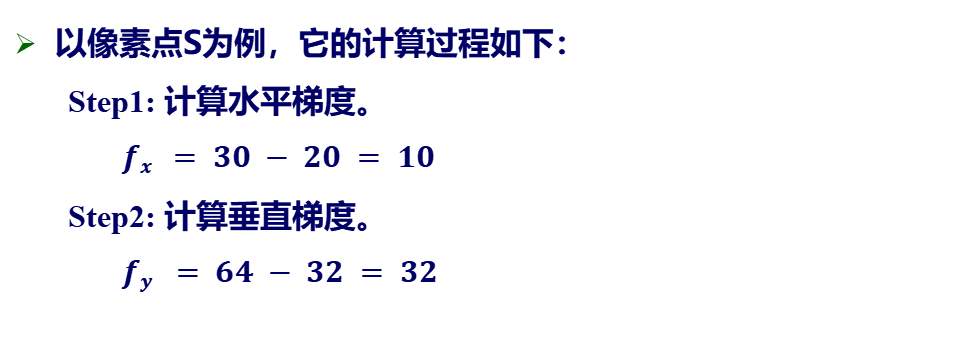 ➢ 以像素点S为例，它的计算过程如下：
Step1: 计算水平梯度。
fₓ = 30 − 20 = 10
Step2: 计算垂直梯度。
f_y = 64 − 32 = 32